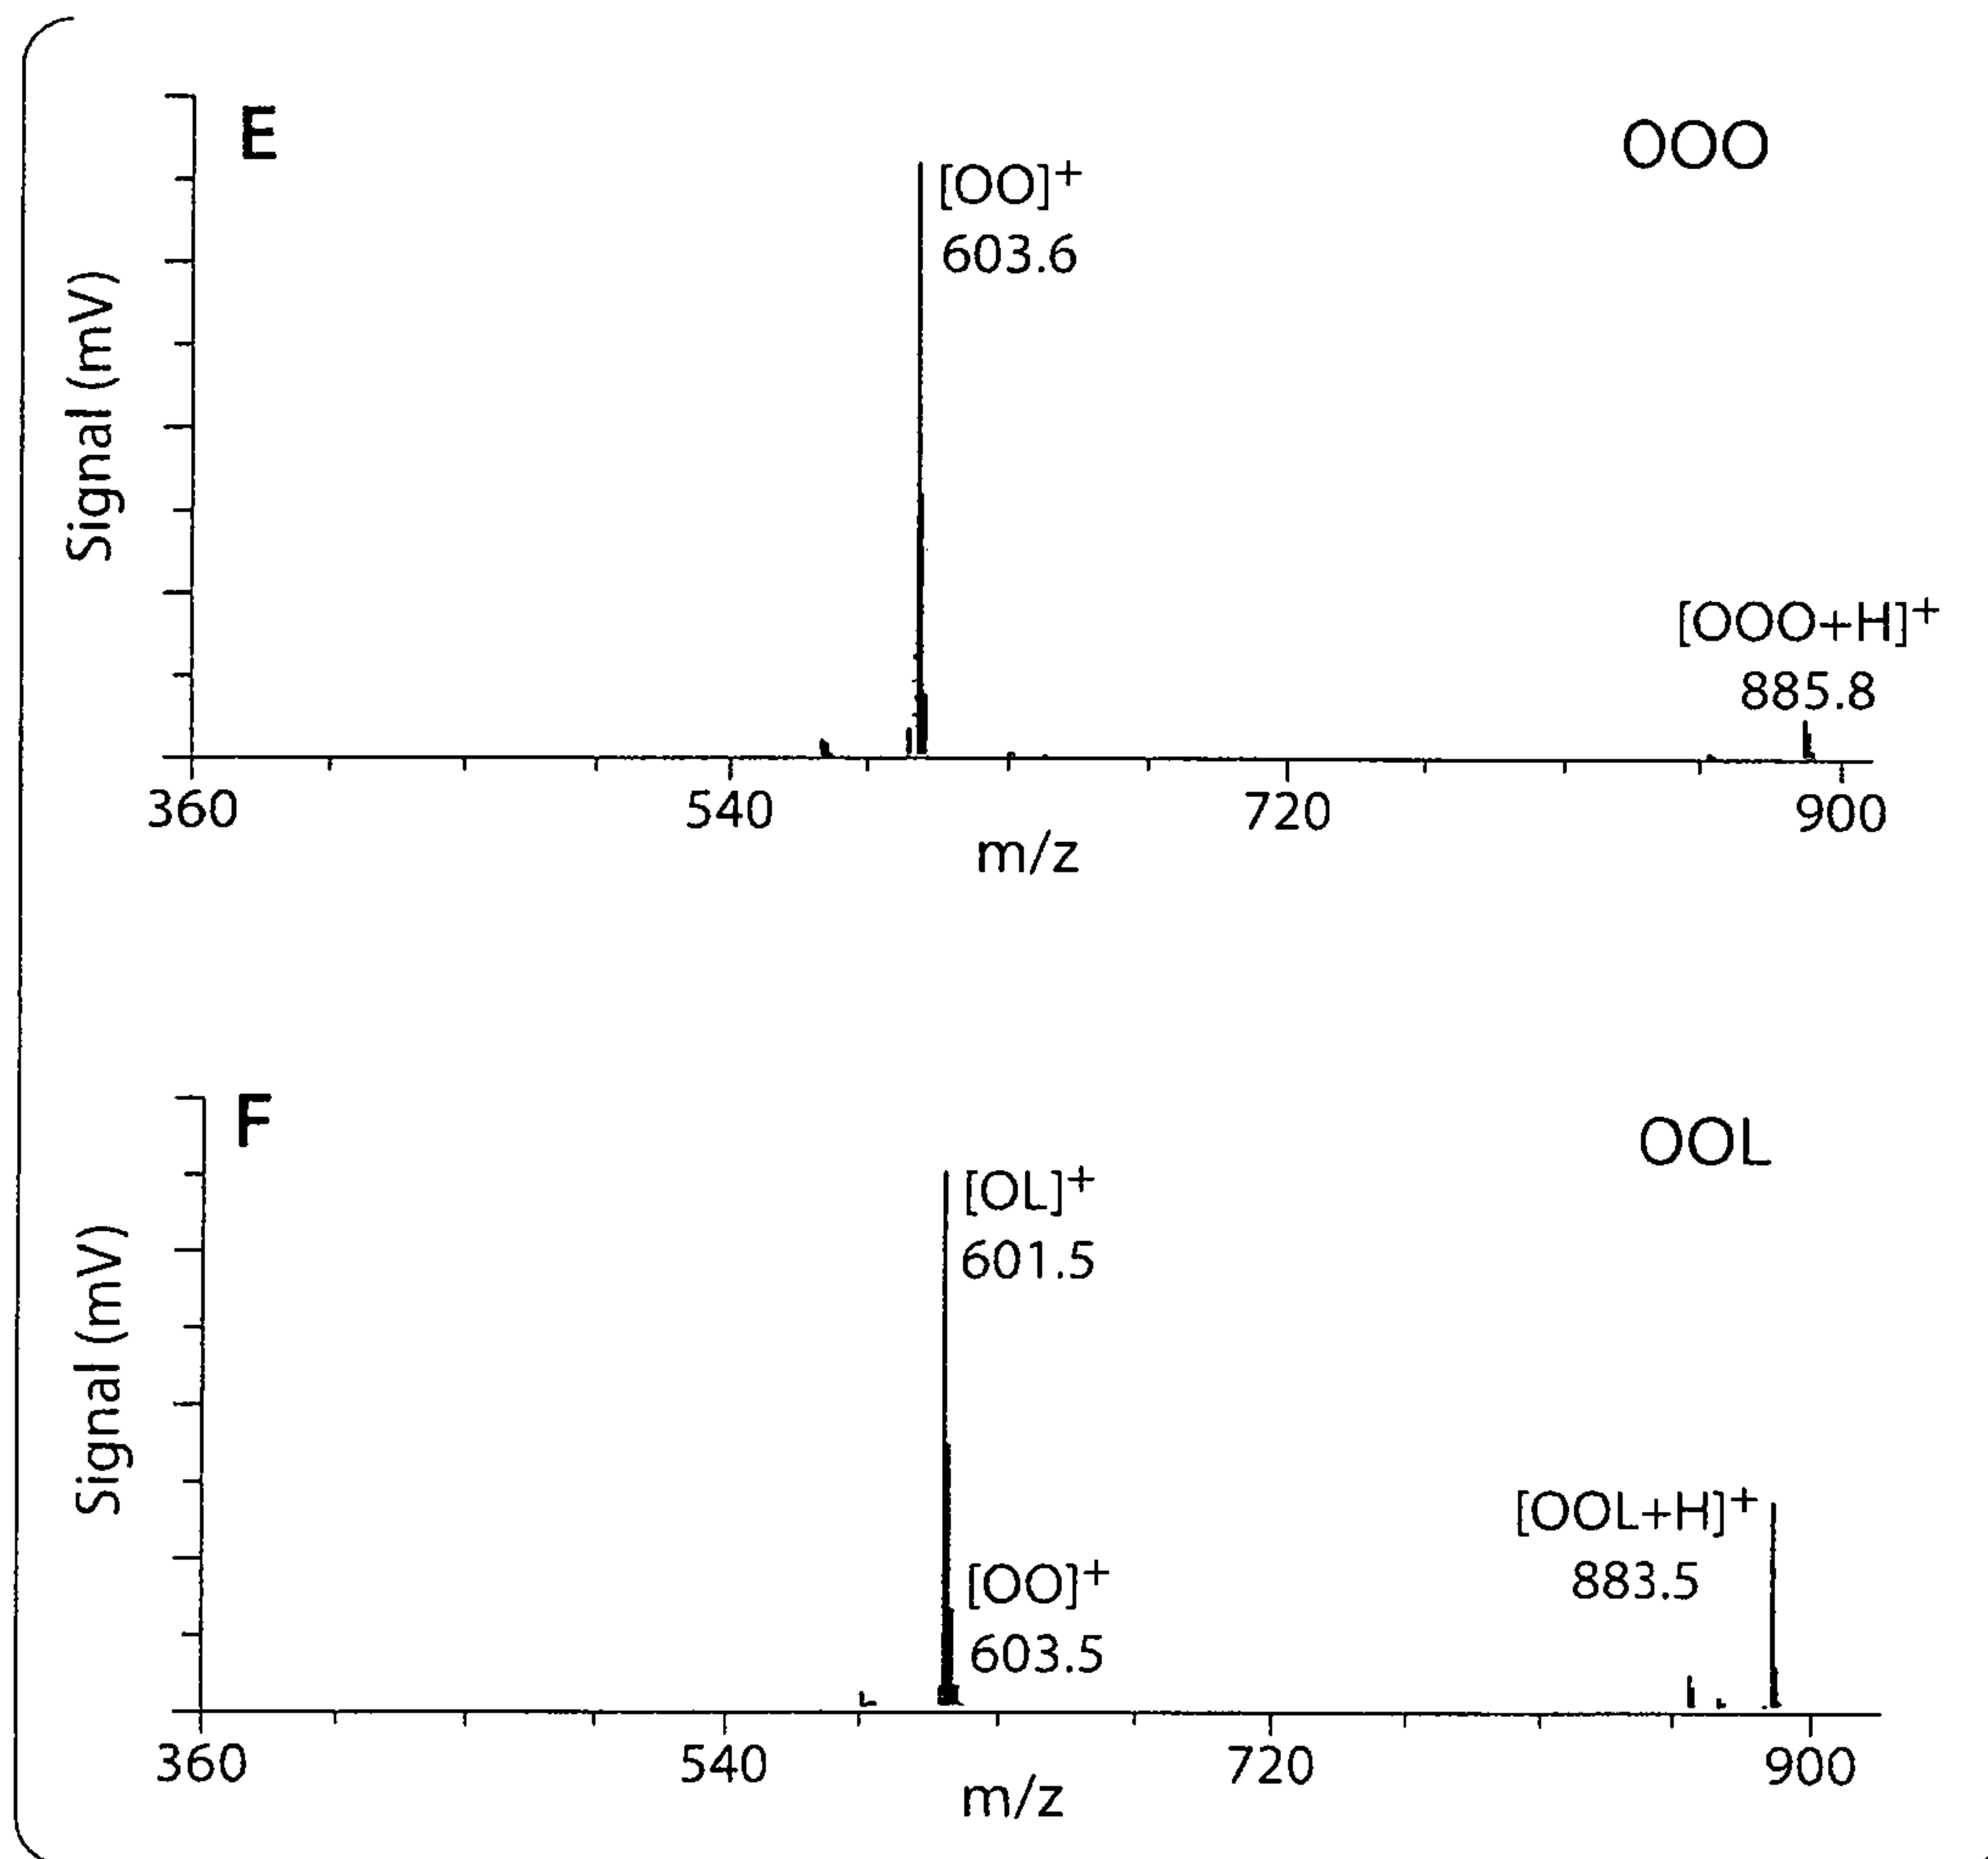 E
OOO
[OO]+
603.6
Signal (mV)
[OOO+H]+
885.8
360
540
720
900
m/z
F
OOL
[OL]+
601.5
Signal (mV)
[OOL+H]+
883.5
[OO]+
603.5
360
540
720
900
m/z